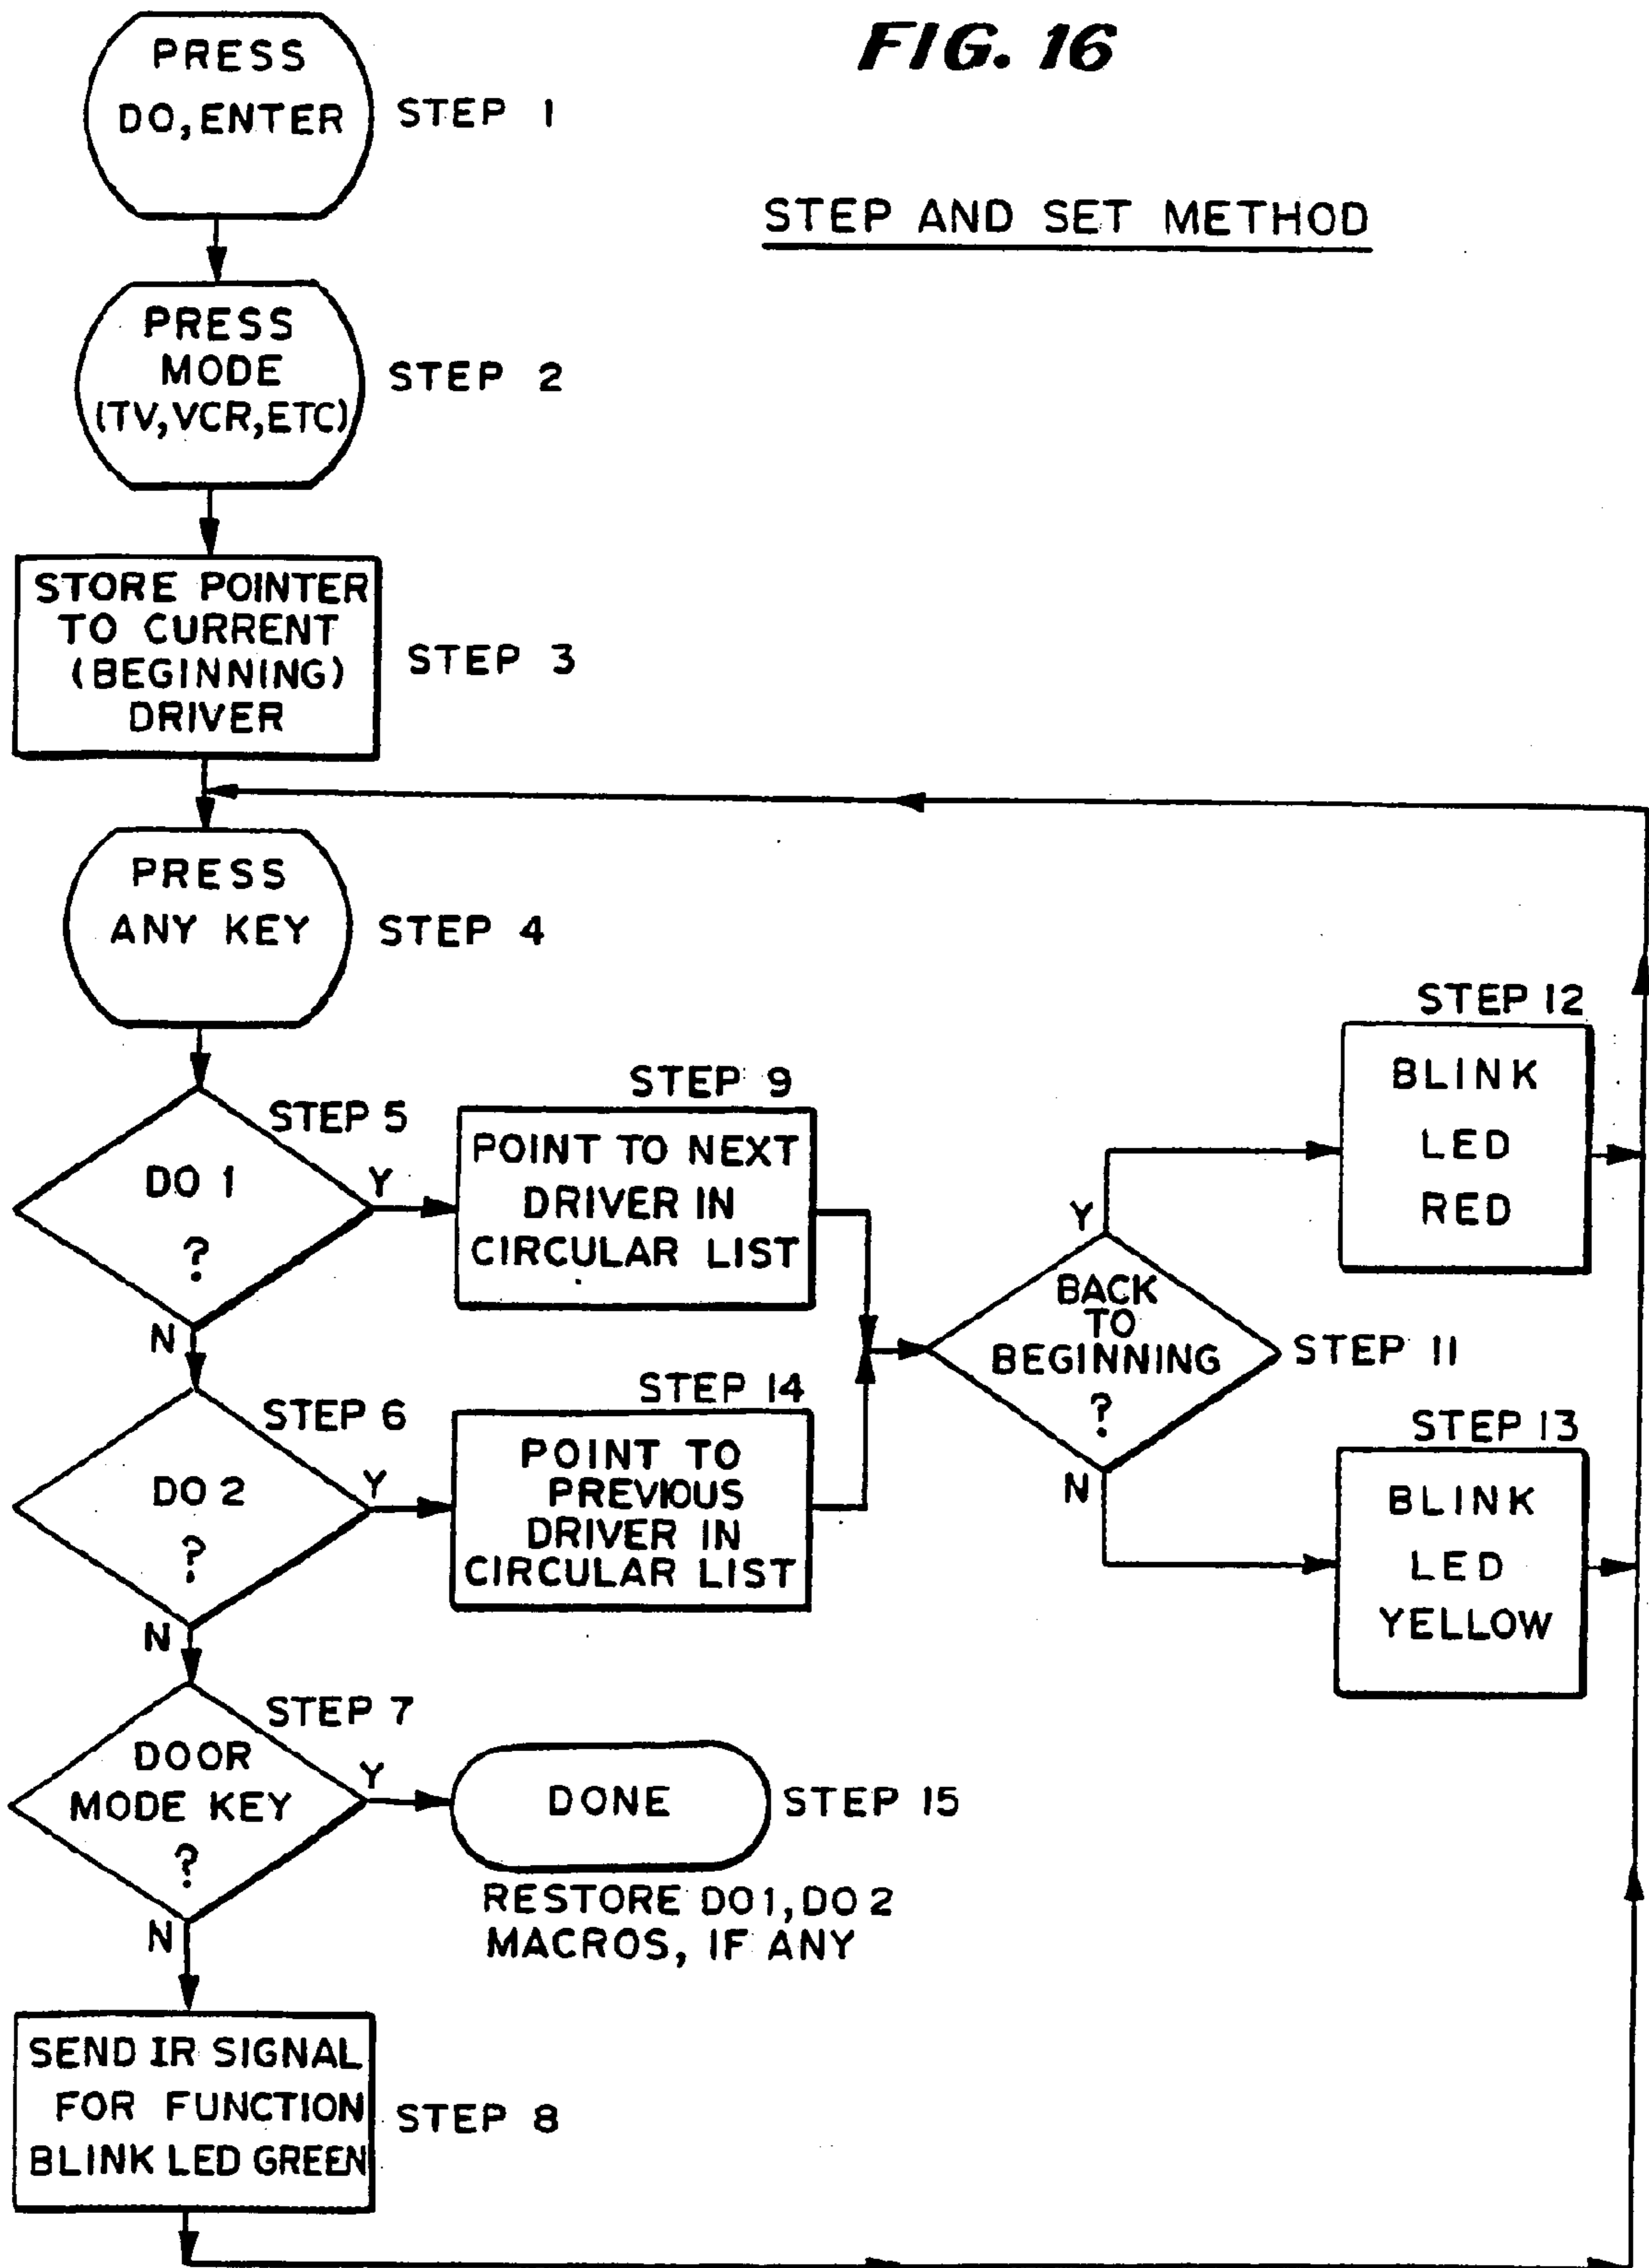 FIG. 16
STEP AND SET METHOD
PRESS
DO, ENTER
STEP 1
PRESS
MODE
(TV, VCR, ETC)
STEP 2
STORE POINTER
TO CURRENT
(BEGINNING)
DRIVER
STEP 3
PRESS
ANY KEY
STEP 4
STEP 5
DO 1
?
Y
N
STEP 9
POINT TO NEXT
DRIVER IN
CIRCULAR LIST
STEP 6
DO 2
?
Y
N
STEP 14
POINT TO
PREVIOUS
DRIVER IN
CIRCULAR LIST
BACK
TO
BEGINNING
?
STEP 11
Y
N
STEP 12
BLINK
LED
RED
STEP 13
BLINK
LED
YELLOW
STEP 7
DOOR
MODE KEY
?
Y
N
DONE
STEP 15
RESTORE DO1, DO 2
MACROS, IF ANY
SEND IR SIGNAL
FOR FUNCTION
BLINK LED GREEN
STEP 8